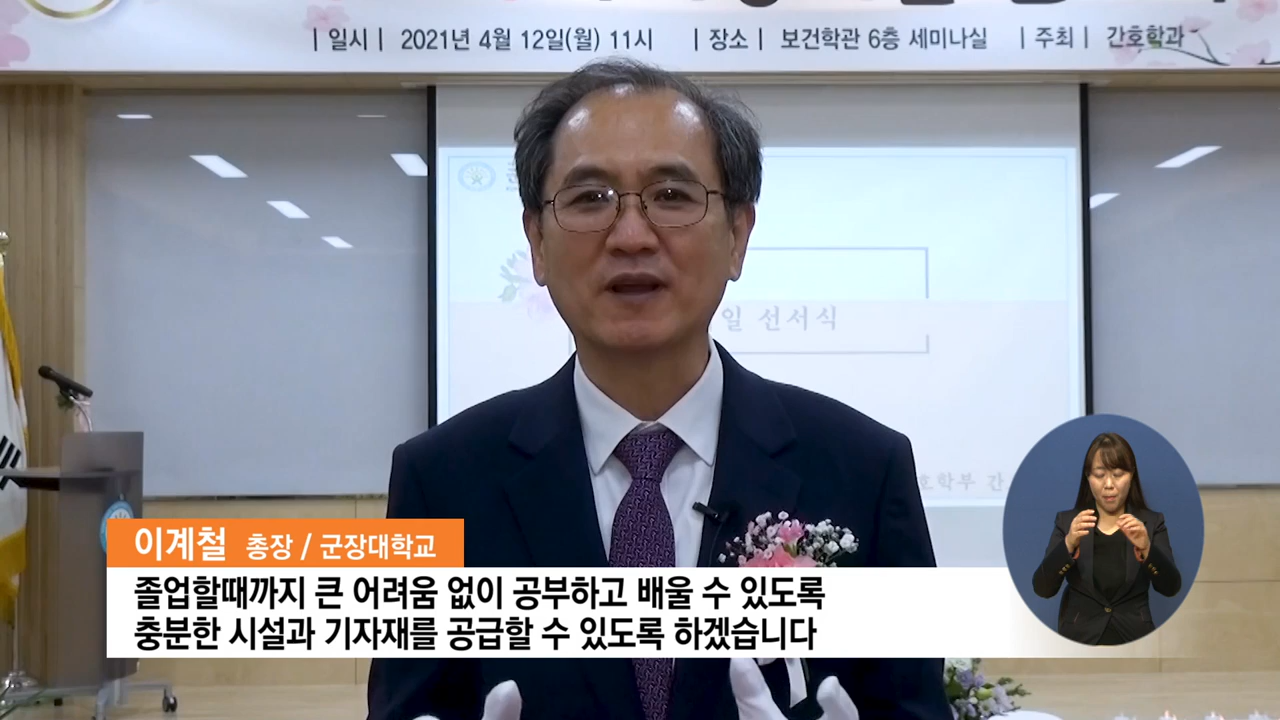 | 일시 | 2021년 4월 12일(월) 11시 | 장소 | 보건학관 6층 세미나실 | 주최 | 간호학과
일 선서식
호학부 간
이계철 총장 / 군장대학교
졸업할때까지 큰 어려움 없이 공부하고 배울 수 있도록
충분한 시설과 기자재를 공급할 수 있도록 하겠습니다